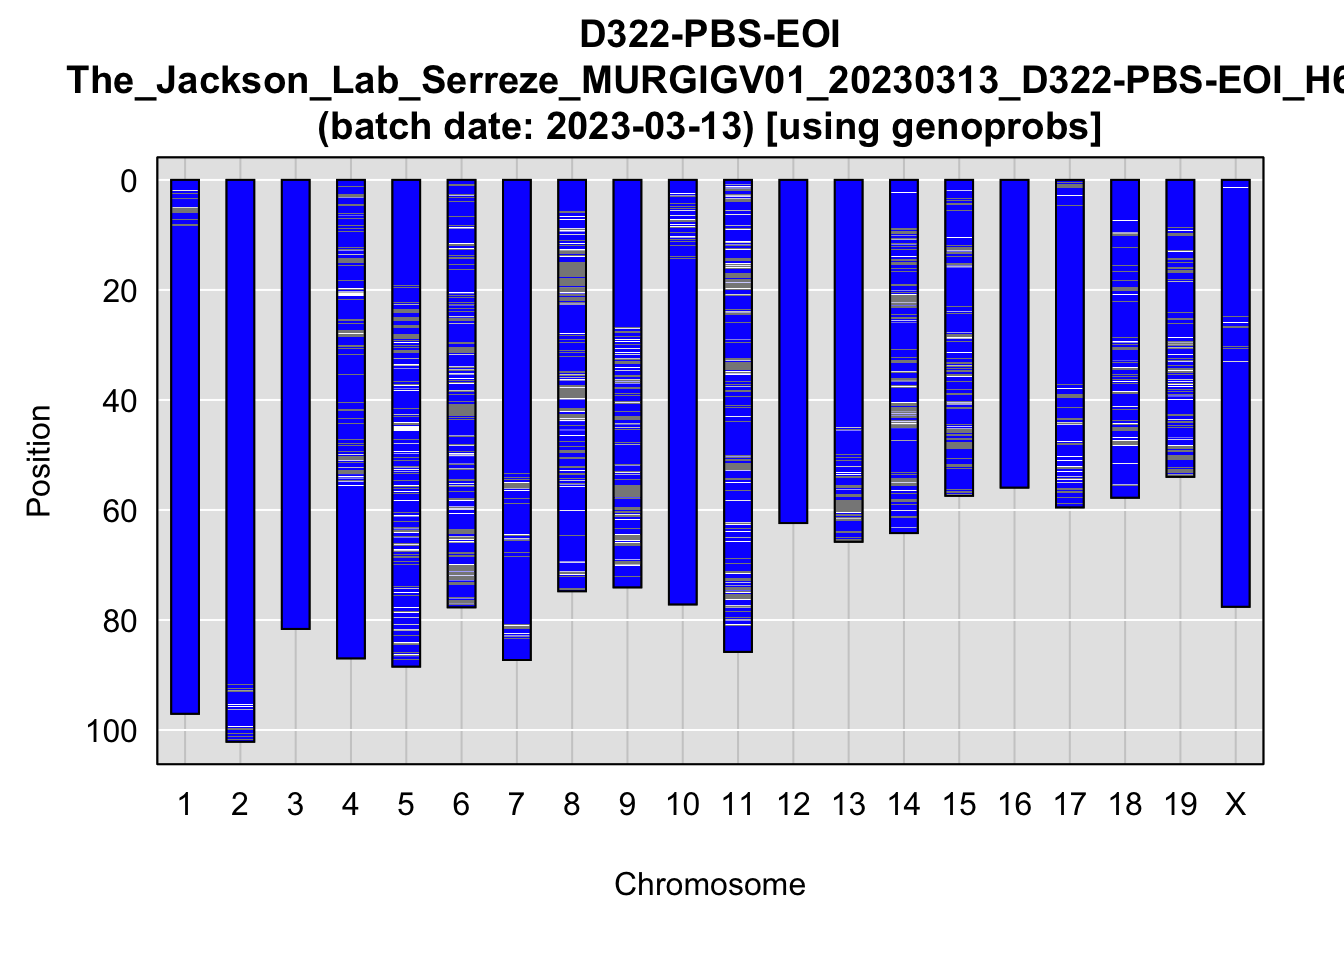 D322-PBS-EOI
The_Jackson_Lab_Serreze_MURGIGV01_20230313_D322-PBS-EOI_H6
(batch date: 2023-03-13) [using genoprobs]
0
20
40
60
80
100
Position
1 2 3 4 5 6 7 8 9 10 11 12 13 14 15 16 17 18 19 X
Chromosome